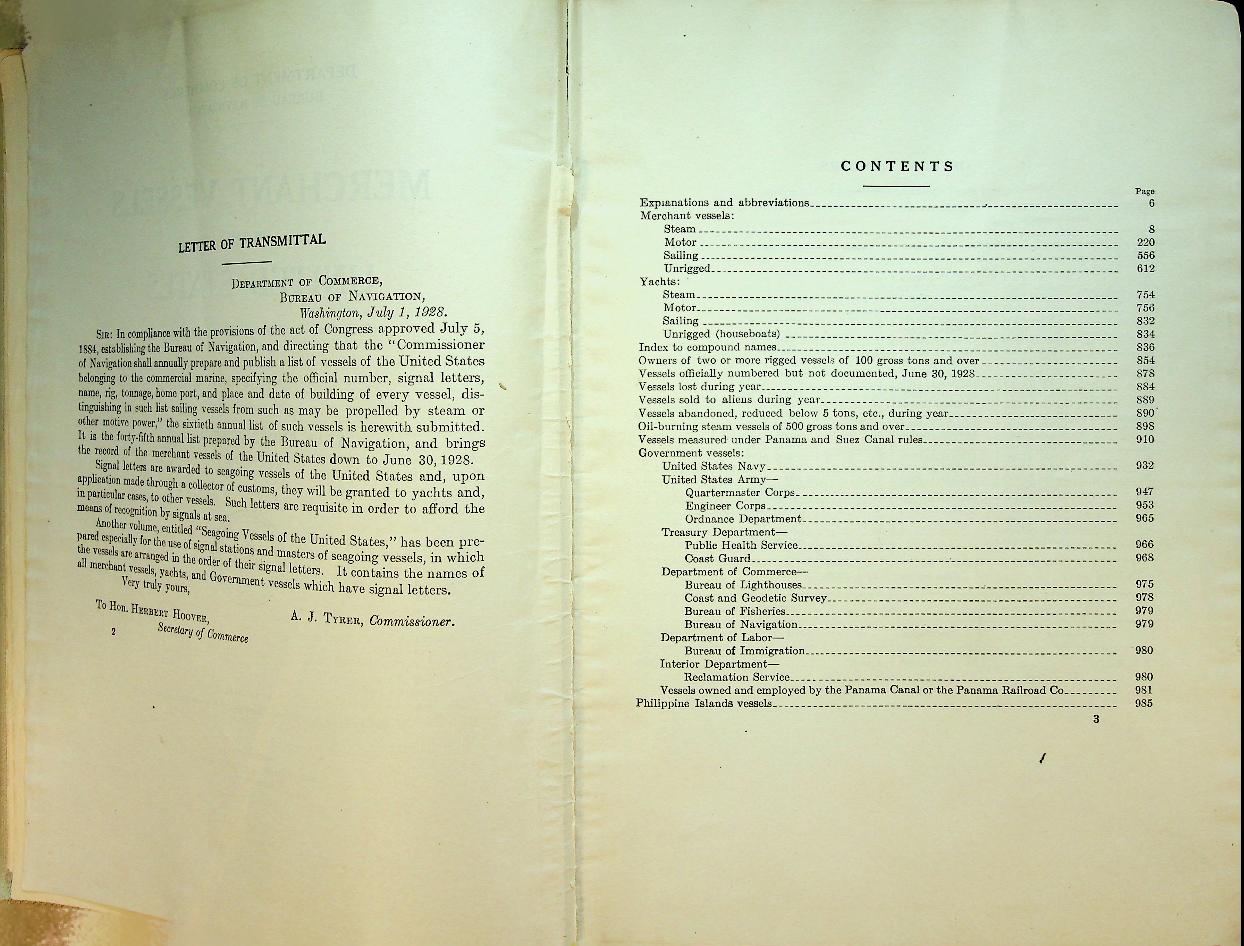 LETTER OF TRANSMITTAL
DEPARTMENT OF COMMERCE,
BUREAU OF NAVIGATION,
Washington, July 1, 1928.
SIR: In compliance with the provisions of the act of Congress approved July 5,
1884, establishing the Bureau of Navigation, and directing that the "Commissioner
of Navigation shall annually prepare and publish a list of vessels of the United States
belonging to the commercial marine, specifying the official number, signal letters,
name, rig, tonnage, home port, and place and date of building of every vessel, dis-
tinguishing in such list sailing vessels from such as may be propelled by steam or
other motive power," the sixtieth annual list of such vessels is herewith submitted.
It is the forty-fifth annual list prepared by the Bureau of Navigation, and brings
the record of the merchant vessels of the United States down to June 30, 1928.
Signal letters are awarded to seagoing vessels of the United States and, upon
application made through a collector of customs, they will be granted to yachts and,
in particular cases, to other vessels. Such letters are requisite in order to afford the
means of recognition by signals at sea.
Another volume, entitled "Seagoing Vessels of the United States," has been pre-
pared especially for the use of signal stations and masters of seagoing vessels, in which
the vessels are arranged in the order of their signal letters. It contains the names of
all merchant vessels, yachts, and Government vessels which have signal letters.
Very truly yours,
A. J. TYRER, Commissioner.
To Hon. HERBERT HOOVER,
Secretary of Commerce
2
CONTENTS
Page
Explanations and abbreviations 6
Merchant vessels:
Steam 8
Motor 220
Sailing 556
Unrigged 612
Yachts:
Steam 754
Motor 756
Sailing 832
Unrigged (houseboats) 834
Index to compound names 836
Owners of two or more rigged vessels of 100 gross tons and over 854
Vessels officially numbered but not documented, June 30, 1928 878
Vessels lost during year 884
Vessels sold to aliens during year 889
Vessels abandoned, reduced below 5 tons, etc., during year 890
Oil-burning steam vessels of 500 gross tons and over 898
Vessels measured under Panama and Suez Canal rules 910
Government vessels:
United States Navy 932
United States Army—
Quartermaster Corps 947
Engineer Corps 953
Ordnance Department 965
Treasury Department—
Public Health Service 966
Coast Guard 968
Department of Commerce—
Bureau of Lighthouses 975
Coast and Geodetic Survey 978
Bureau of Fisheries 979
Bureau of Navigation 979
Department of Labor—
Bureau of Immigration 980
Interior Department—
Reclamation Service 980
Vessels owned and employed by the Panama Canal or the Panama Railroad Co 981
Philippine Islands vessels 985
3